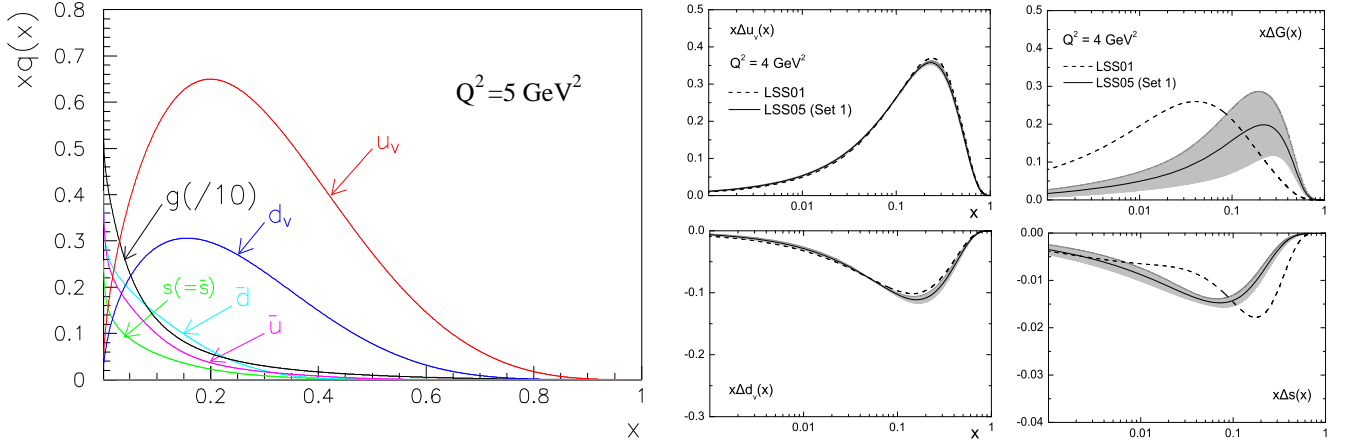 xq(x)
0.8
0.7
0.6
0.5
0.4
0.3
0.2
0.1
0
Q² =5 GeV²
u_v
g(/10)
d_v
s(=s̄)
d̄
ū
0.2
0.4
0.6
0.8
1
x
xΔu_v(x)
Q² = 4 GeV²
LSS01
LSS05 (Set 1)
0.5
0.4
0.3
0.2
0.1
0.0
0.01
0.1
1
x
Q² = 4 GeV²
xΔG(x)
LSS01
LSS05 (Set 1)
0.4
0.3
0.2
0.1
0.0
0.01
0.1
1
0.0
-0.1
-0.2
-0.3
xΔd_v(x)
0.01
0.1
1
x
0.00
-0.01
-0.02
-0.03
-0.04
xΔs(x)
0.01
0.1
1